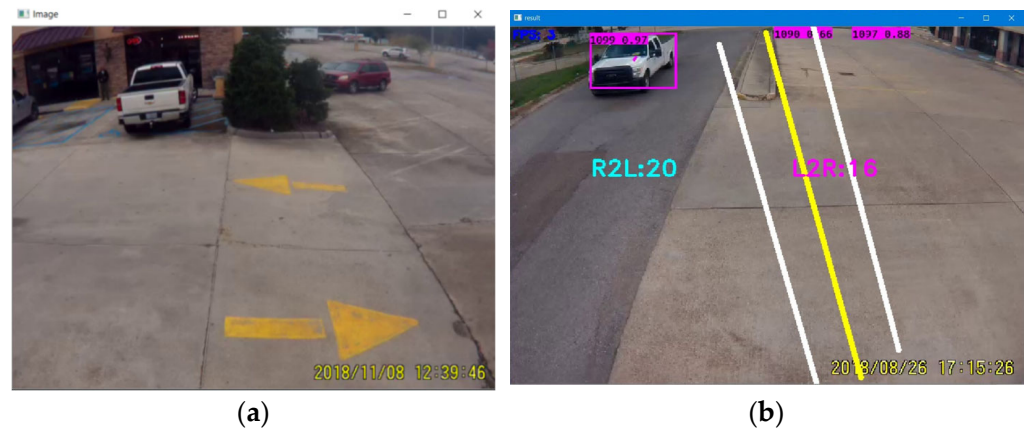 Image
2018/11/08 12:39:46
(a)
result
FPS: 3
1099 0.97
1090 0.66
1097 0.88
R2L:20
L2R:16
2018/08/26 17:15:26
(b)